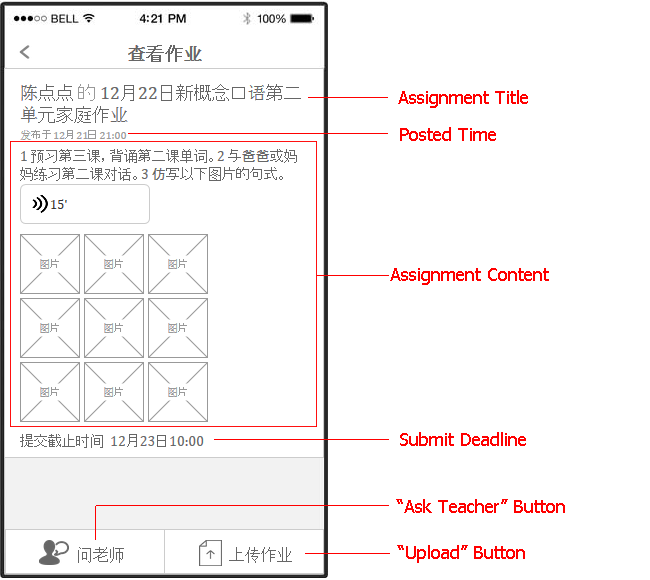 BELL 4:21 PM 100%
查看作业
陈点点 的 12月22日新概念口语第二
单元家庭作业
Assignment Title
发布于 12月21日 21:00
Posted Time
1 预习第三课，背诵第二课单词。2 与爸爸或妈
妈练习第二课对话。3 仿写以下图片的句式。
15'
图片 图片 图片
Assignment Content
图片 图片 图片
图片 图片 图片
提交截止时间 12月23日10:00
Submit Deadline
“Ask Teacher” Button
问老师 上传作业
“Upload” Button